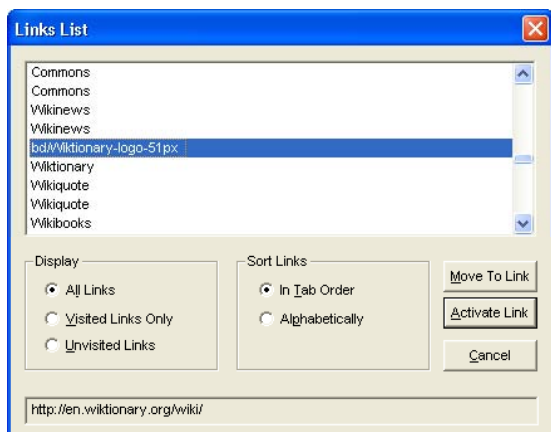 Links List
Commons
Commons
Wikinews
Wikinews
bd/Wiktionary-logo-51px
Wiktionary
Wikiquote
Wikiquote
Wikibooks
Display
All Links
Visited Links Only
Unvisited Links
Sort Links
In Tab Order
Alphabetically
Move To Link
Activate Link
Cancel
http://en.wiktionary.org/wiki/